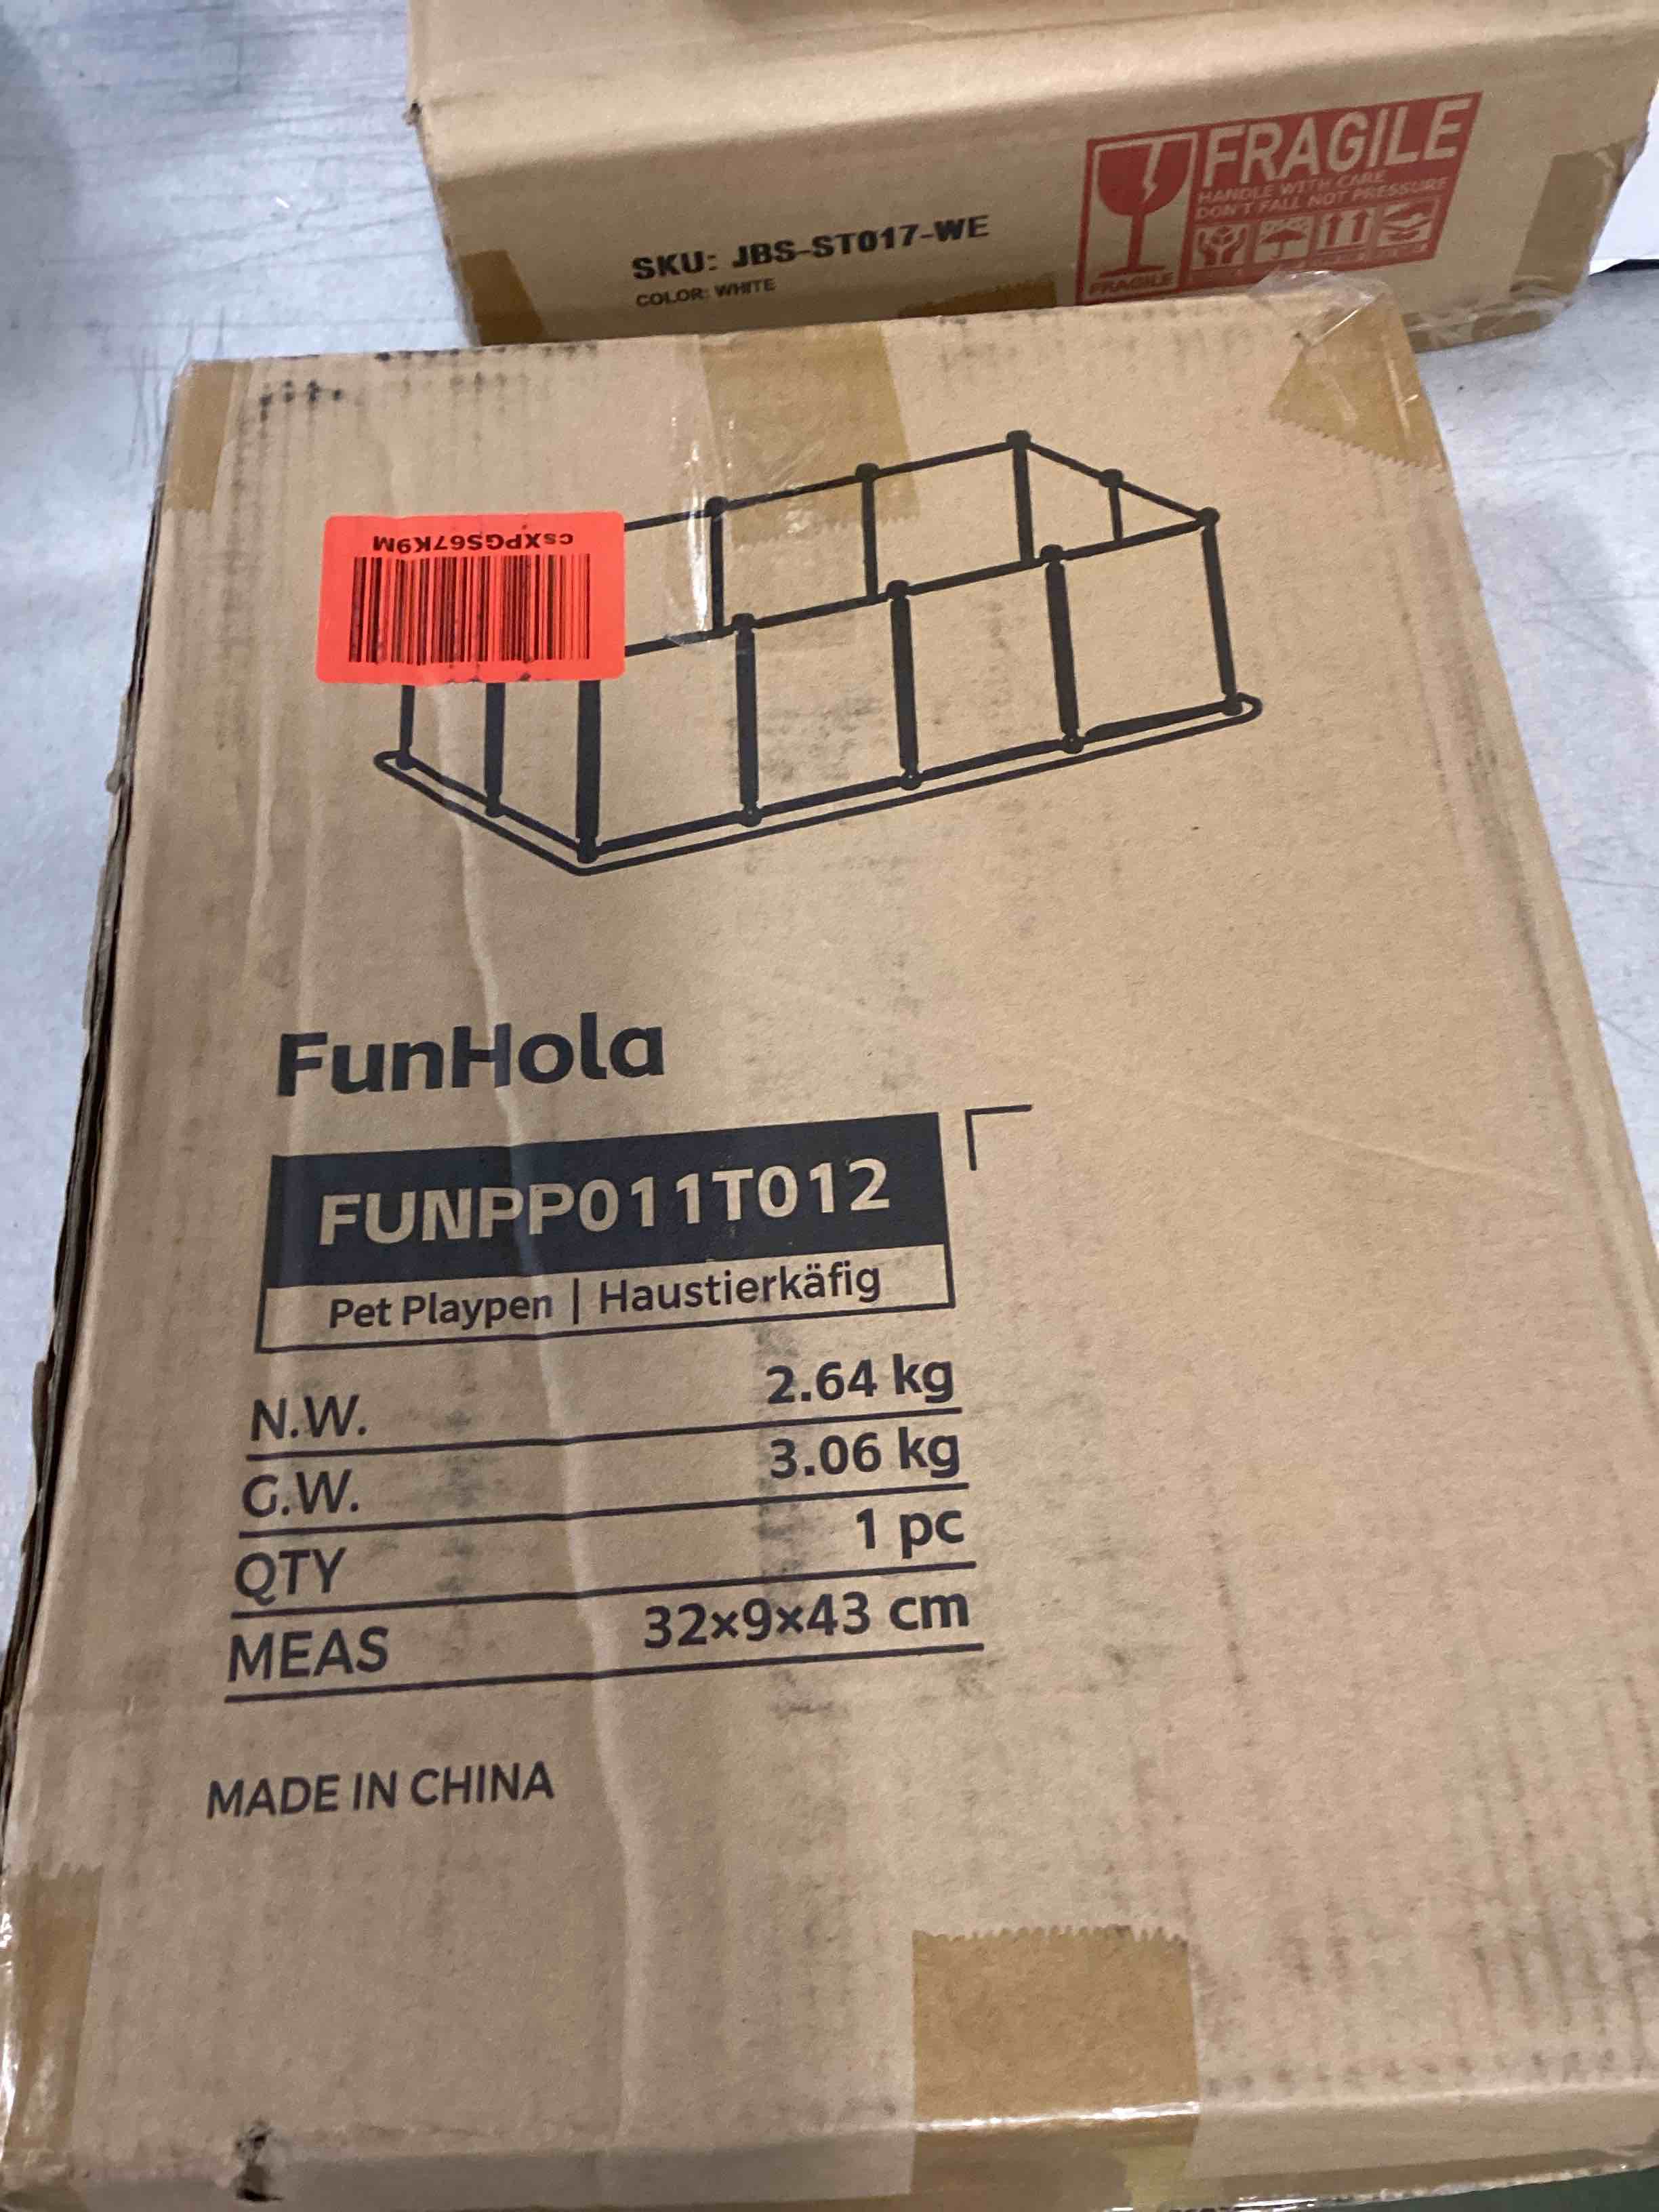 FRAGILE
HANDLE WITH CARE
DON'T FALL NOT PRESSURE
FRAGILE
SKU: JBS-ST017-WE
COLOR: WHITE
csXPGS67K9M
FunHola
FUNPP011T012
Pet Playpen | Haustierkäfig
N.W. 2.64 kg
G.W. 3.06 kg
QTY 1 pc
MEAS 32×9×43 cm
MADE IN CHINA